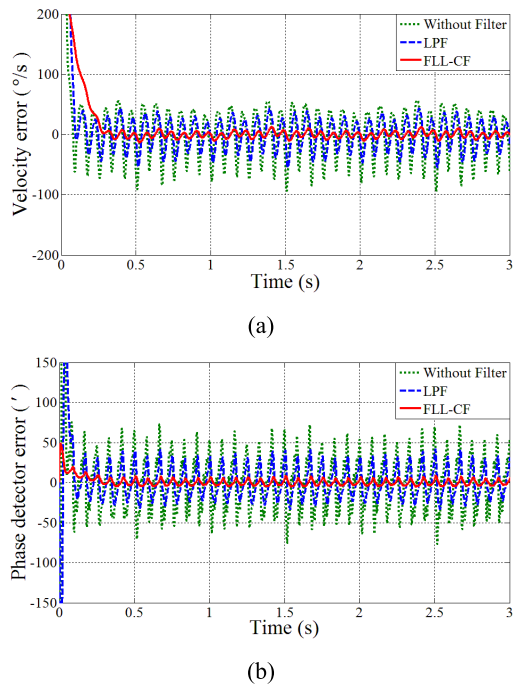 200
100
0
-100
-200
Velocity error ( °/s )
Without Filter
LPF
FLL-CF
0 0.5 1 1.5 2 2.5 3
Time (s)
(a)
150
100
50
0
-50
-100
-150
Phase detector error ( ′ )
Without Filter
LPF
FLL-CF
0 0.5 1 1.5 2 2.5 3
Time (s)
(b)